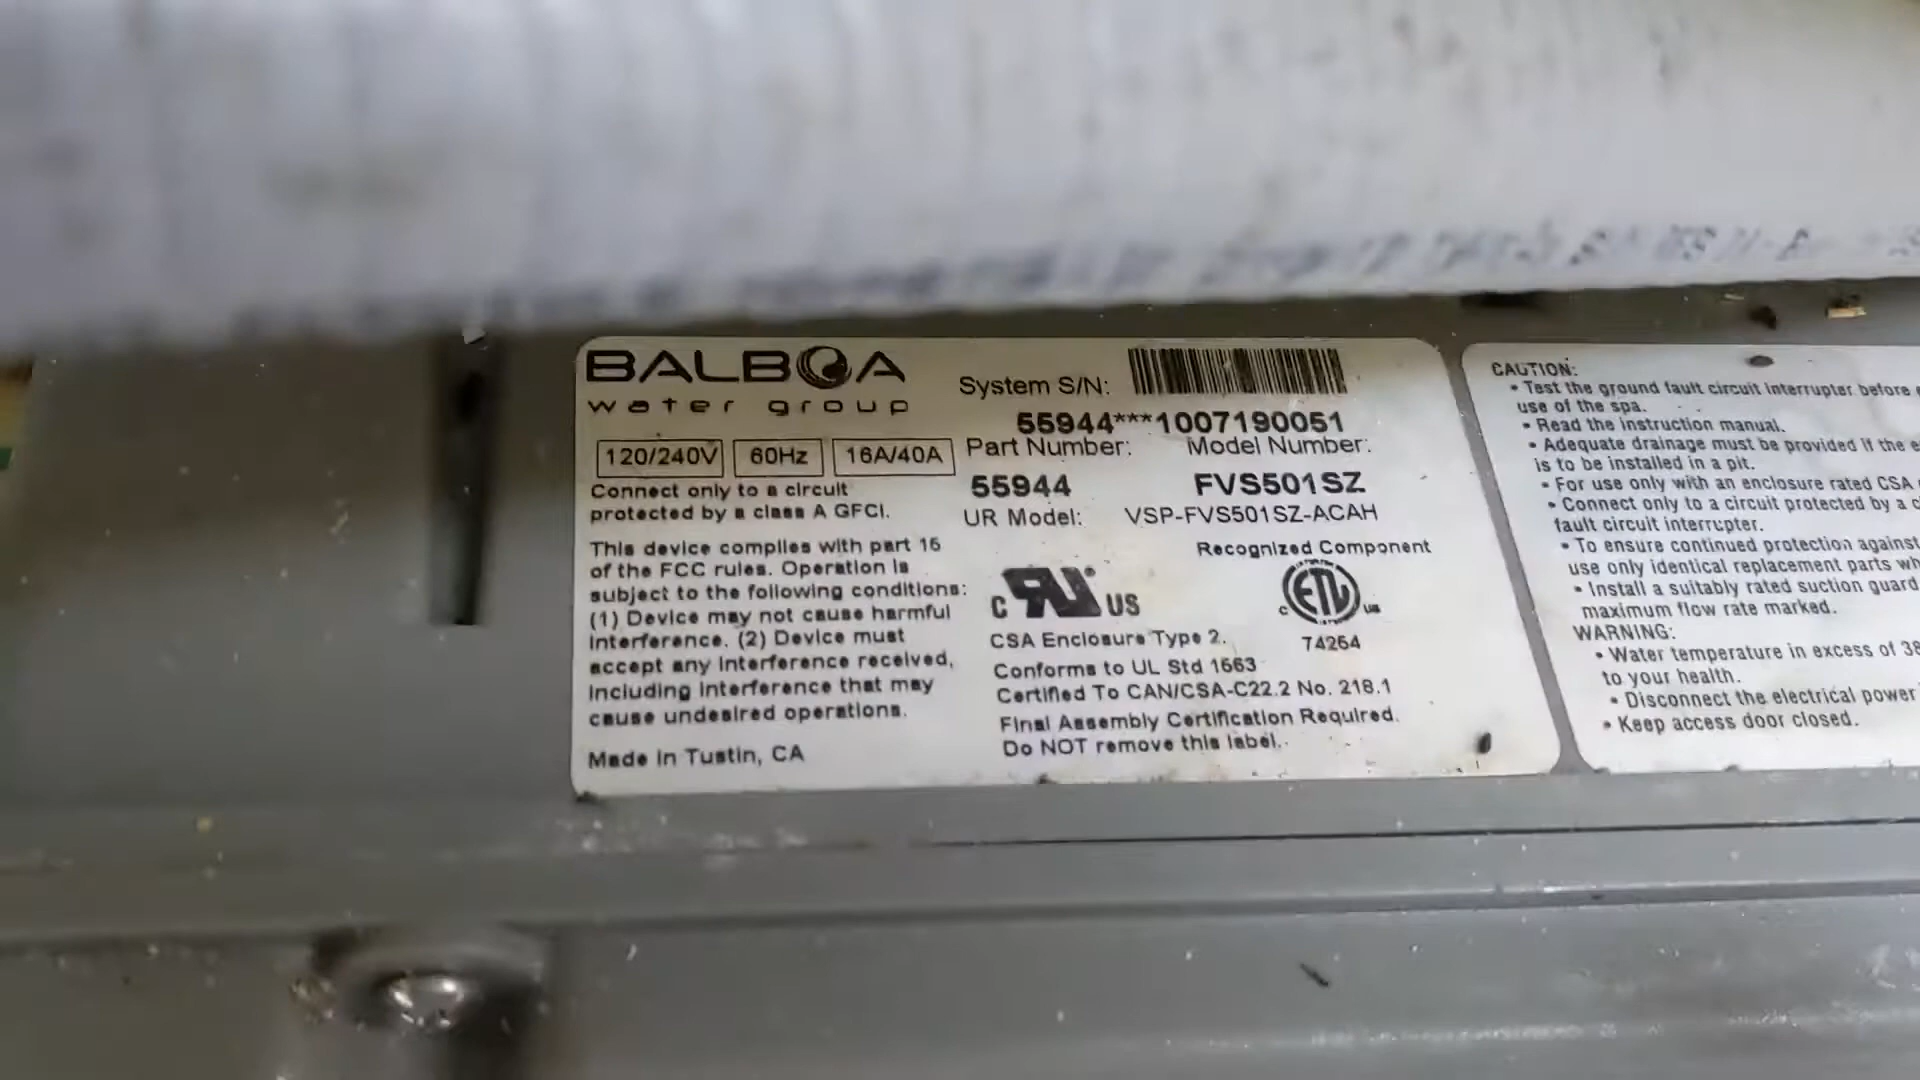 BALBOA
water group
120/240V 60Hz 16A/40A
Connect only to a circuit
protected by a class A GFCI.
This device complies with part 15
of the FCC rules. Operation is
subject to the following conditions:
(1) Device may not cause harmful
interference. (2) Device must
accept any interference received,
including interference that may
cause undesired operations.
Made in Tustin, CA
System S/N:
55944***1007190051
Part Number: Model Number:
55944 FVS501SZ
UR Model: VSP-FVS501SZ-ACAH
Recognized Component
C US
C ETL US
74264
CSA Enclosure Type 2.
Conforms to UL Std 1563
Certified To CAN/CSA-C22.2 No. 218.1
Final Assembly Certification Required.
Do NOT remove this label.
CAUTION:
• Test the ground fault circuit interrupter before
use of the spa.
• Read the instruction manual.
• Adequate drainage must be provided if the
is to be installed in a pit.
• For use only with an enclosure rated CSA
• Connect only to a circuit protected by a
fault circuit interrupter.
• To ensure continued protection against
use only identical replacement parts
• Install a suitably rated suction guard
maximum flow rate marked.
WARNING:
• Water temperature in excess of 38
to your health.
• Disconnect the electrical power
• Keep access door closed.